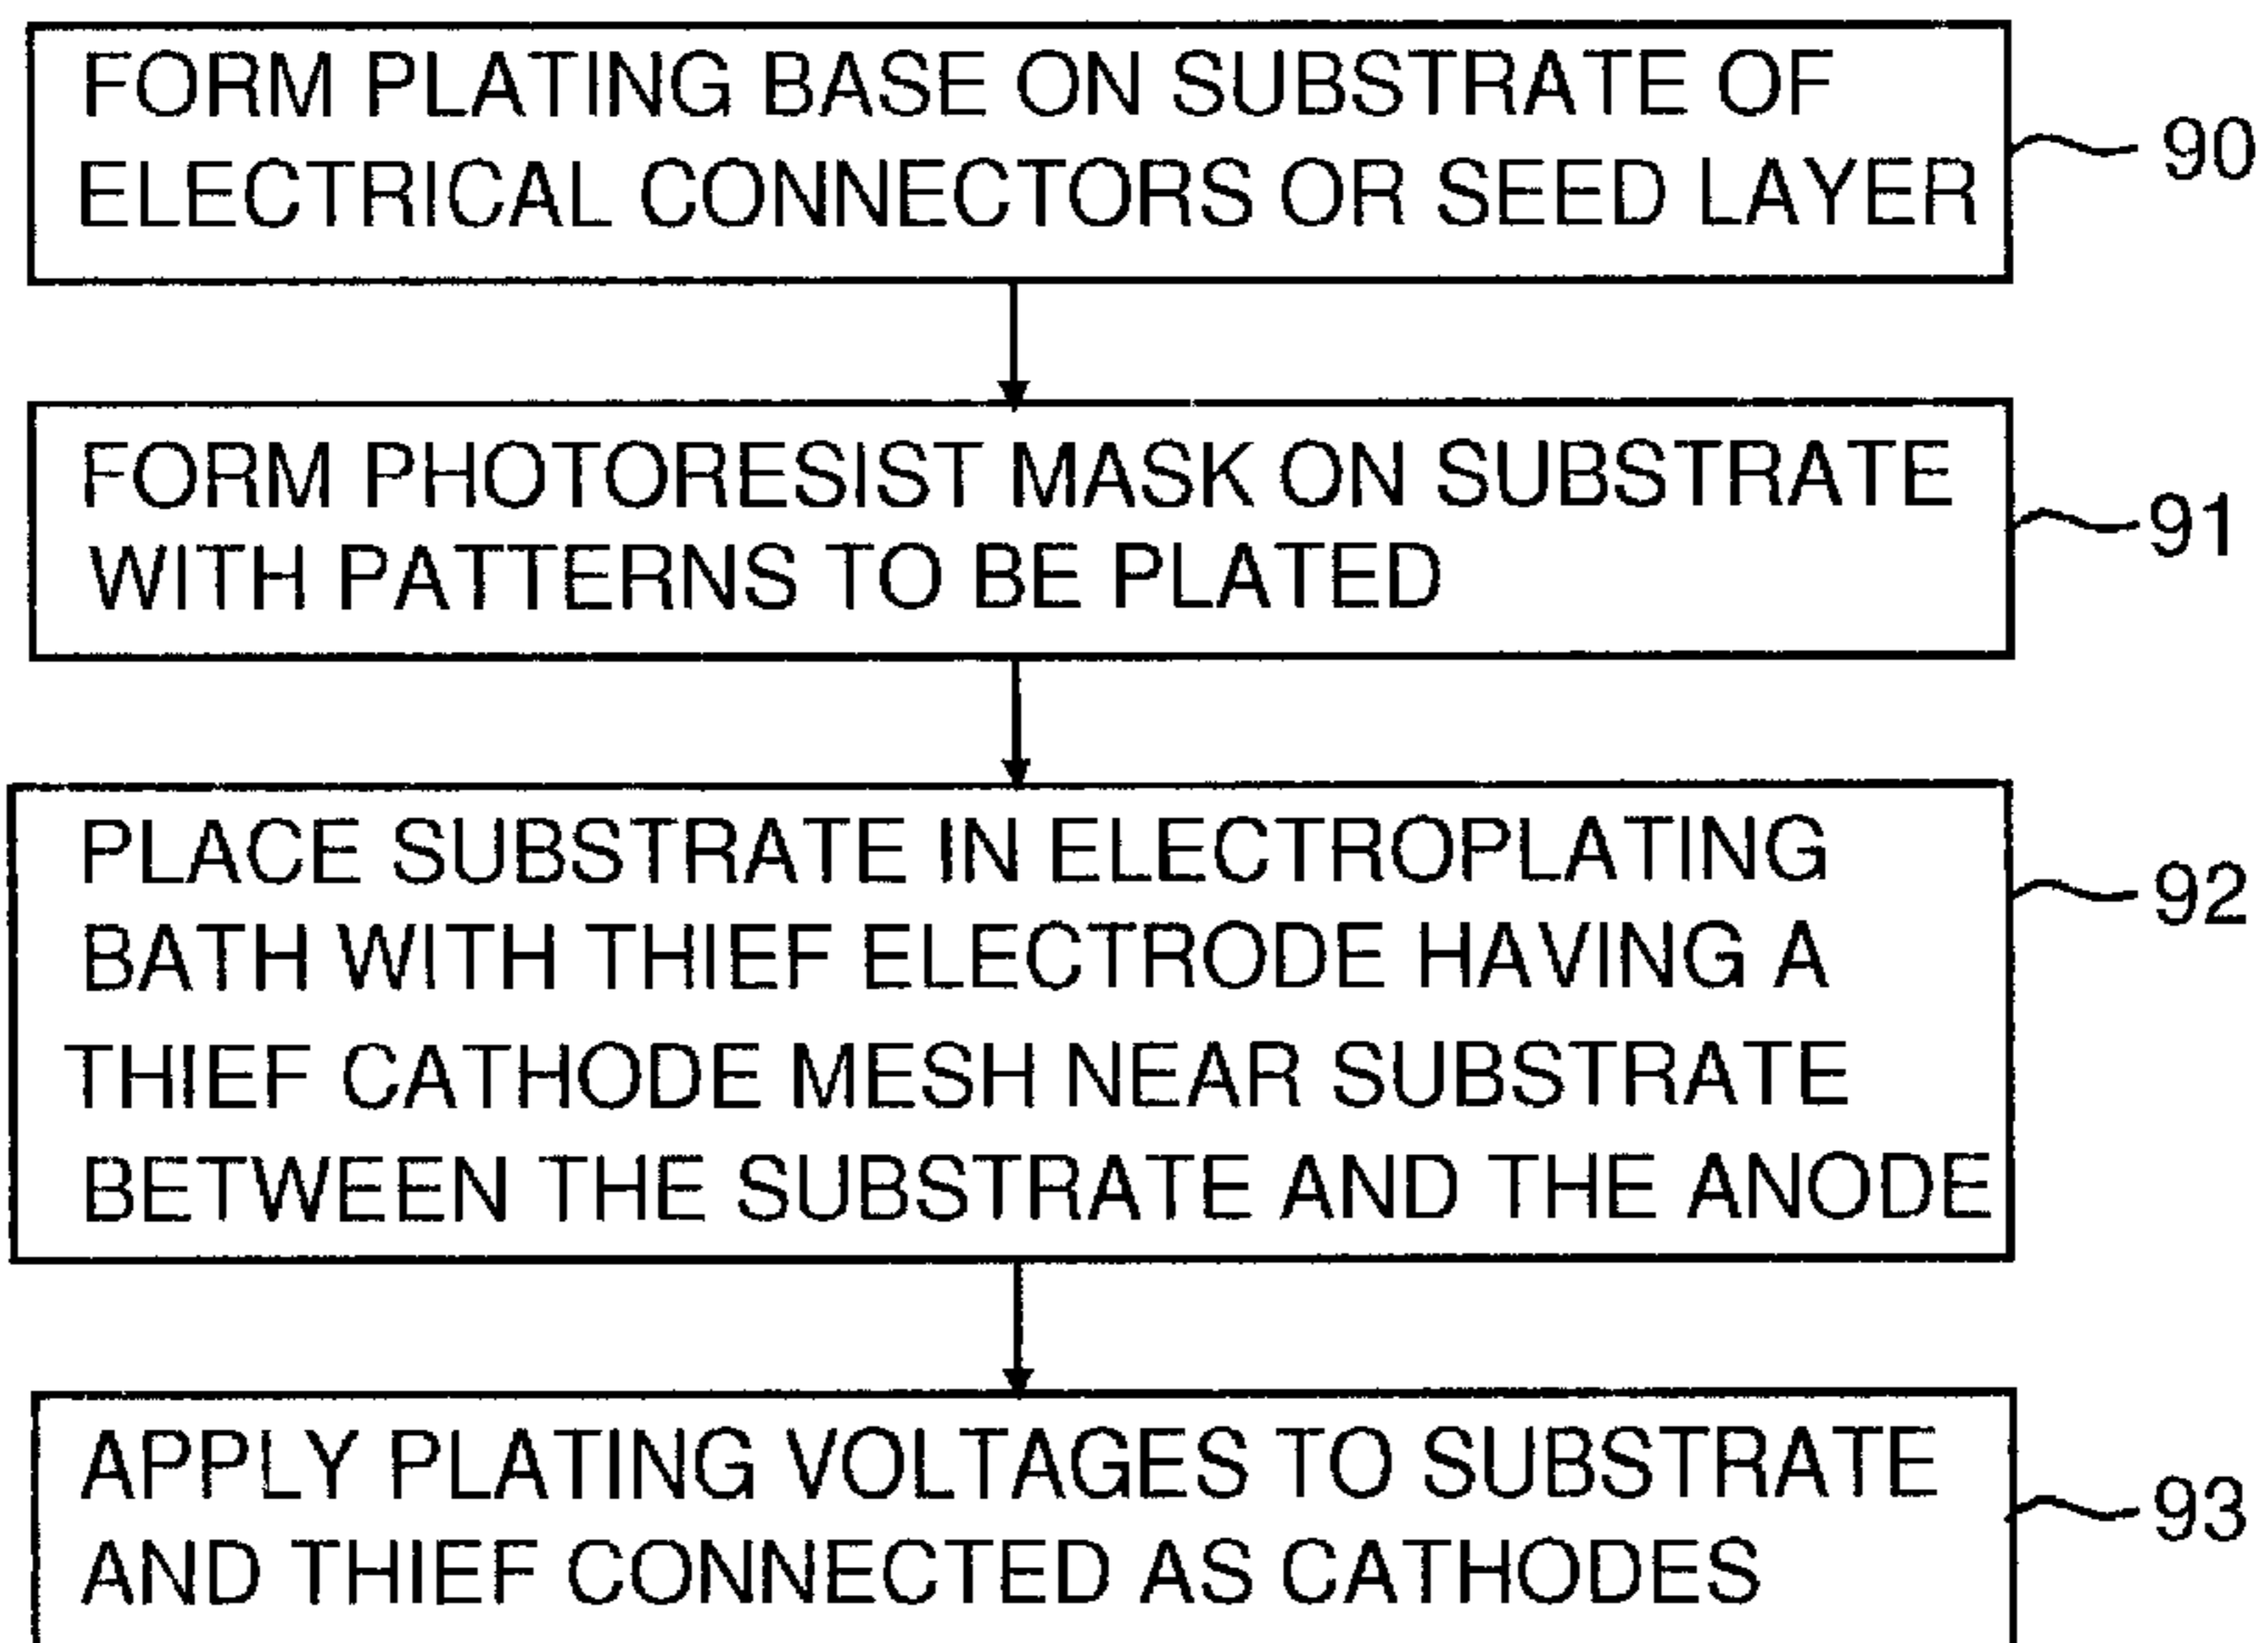 FORM PLATING BASE ON SUBSTRATE OF
ELECTRICAL CONNECTORS OR SEED LAYER
90
FORM PHOTORESIST MASK ON SUBSTRATE
WITH PATTERNS TO BE PLATED
91
PLACE SUBSTRATE IN ELECTROPLATING
BATH WITH THIEF ELECTRODE HAVING A
THIEF CATHODE MESH NEAR SUBSTRATE
BETWEEN THE SUBSTRATE AND THE ANODE
92
APPLY PLATING VOLTAGES TO SUBSTRATE
AND THIEF CONNECTED AS CATHODES
93